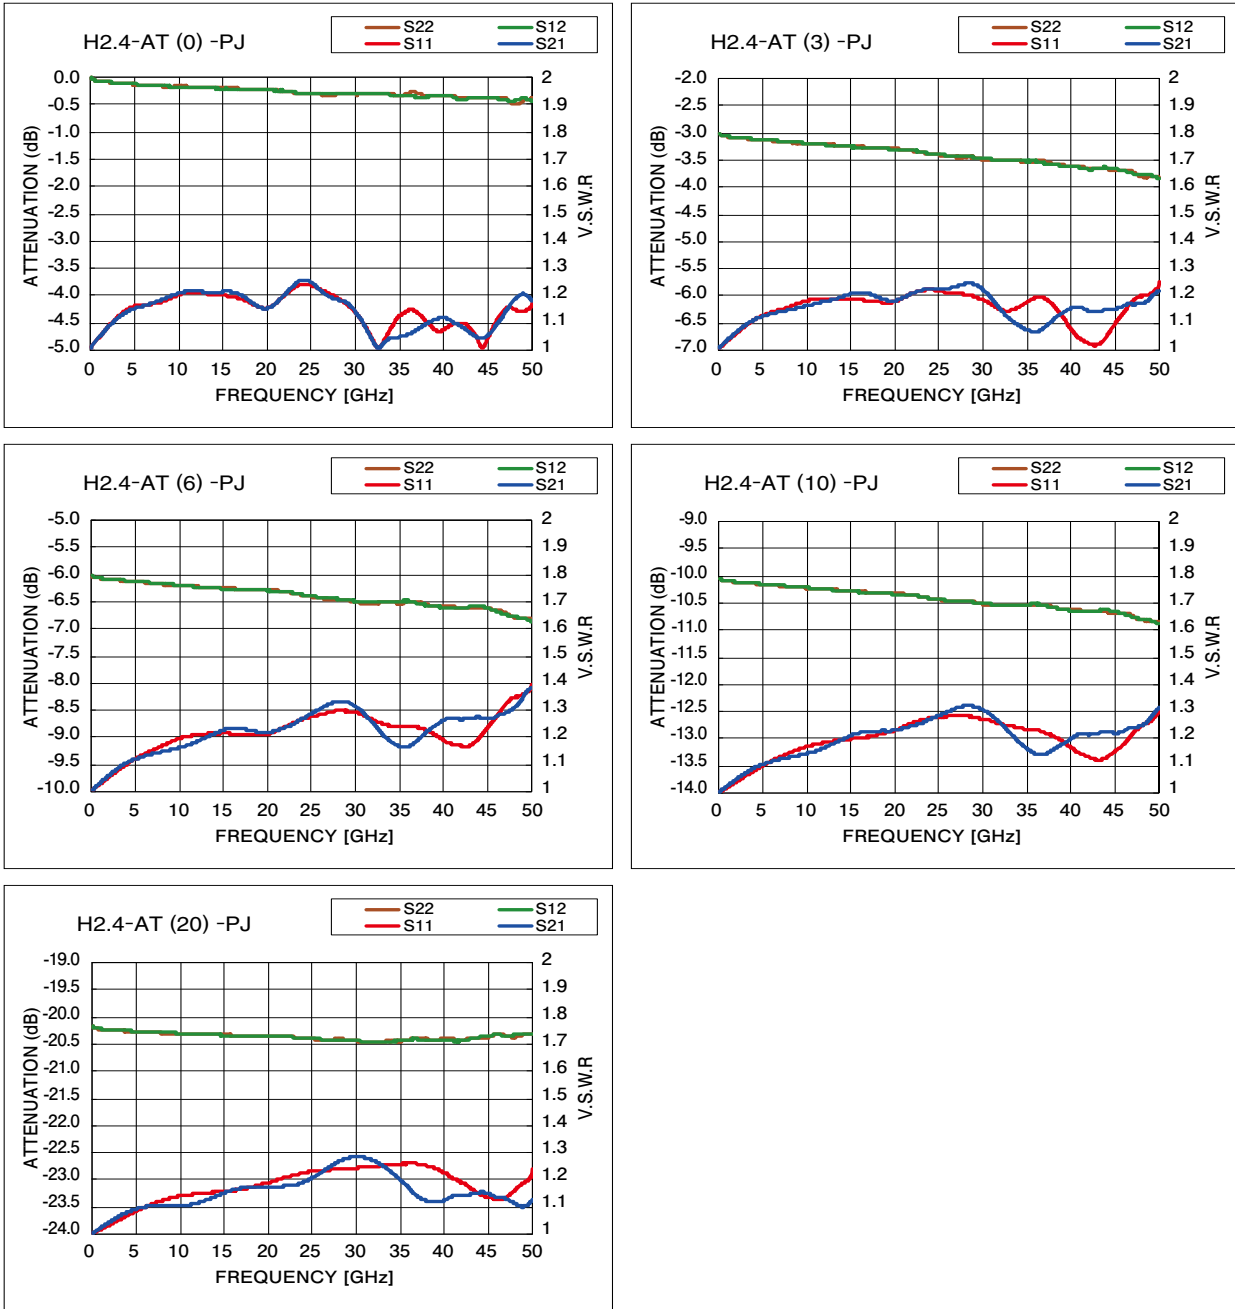 H2.4-AT (0) -PJ
S22
S12
S11
S21
0.0
-0.5
-1.0
-1.5
-2.0
-2.5
-3.0
-3.5
-4.0
-4.5
-5.0
ATTENUATION (dB)
2
1.9
1.8
1.7
1.6
1.5
1.4
1.3
1.2
1.1
1
V.S.W.R
0 5 10 15 20 25 30 35 40 45 50
FREQUENCY [GHz]
H2.4-AT (3) -PJ
S22
S12
S11
S21
-2.0
-2.5
-3.0
-3.5
-4.0
-4.5
-5.0
-5.5
-6.0
-6.5
-7.0
ATTENUATION (dB)
2
1.9
1.8
1.7
1.6
1.5
1.4
1.3
1.2
1.1
1
V.S.W.R
0 5 10 15 20 25 30 35 40 45 50
FREQUENCY [GHz]
H2.4-AT (6) -PJ
S22
S12
S11
S21
-5.0
-5.5
-6.0
-6.5
-7.0
-7.5
-8.0
-8.5
-9.0
-9.5
-10.0
ATTENUATION (dB)
2
1.9
1.8
1.7
1.6
1.5
1.4
1.3
1.2
1.1
1
V.S.W.R
0 5 10 15 20 25 30 35 40 45 50
FREQUENCY [GHz]
H2.4-AT (10) -PJ
S22
S12
S11
S21
-9.0
-9.5
-10.0
-10.5
-11.0
-11.5
-12.0
-12.5
-13.0
-13.5
-14.0
ATTENUATION (dB)
2
1.9
1.8
1.7
1.6
1.5
1.4
1.3
1.2
1.1
1
V.S.W.R
0 5 10 15 20 25 30 35 40 45 50
FREQUENCY [GHz]
H2.4-AT (20) -PJ
S22
S12
S11
S21
-19.0
-19.5
-20.0
-20.5
-21.0
-21.5
-22.0
-22.5
-23.0
-23.5
-24.0
ATTENUATION (dB)
2
1.9
1.8
1.7
1.6
1.5
1.4
1.3
1.2
1.1
1
V.S.W.R
0 5 10 15 20 25 30 35 40 45 50
FREQUENCY [GHz]